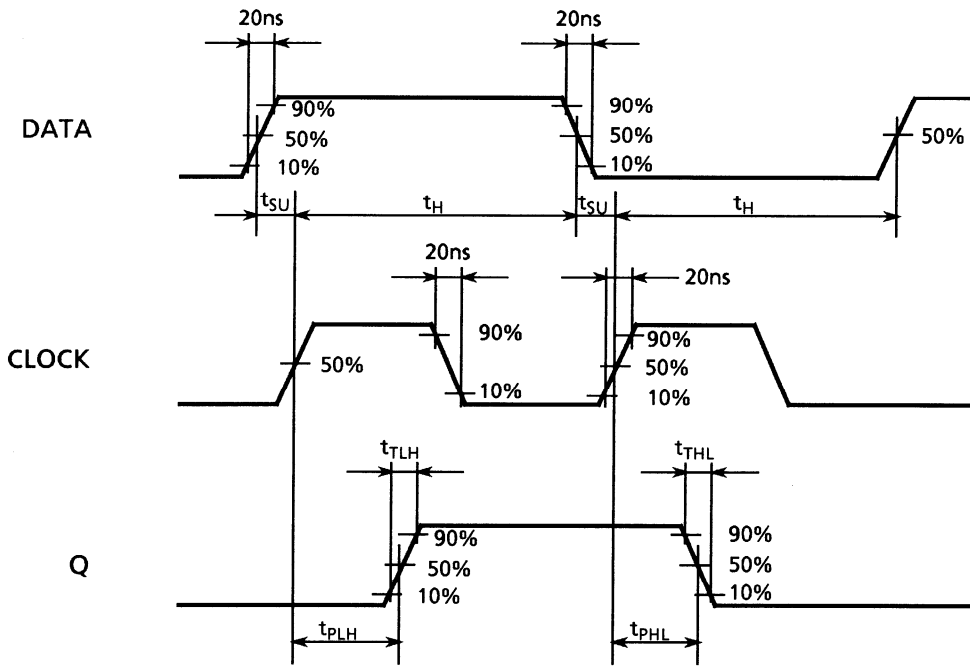 20ns 20ns
90% 90%
DATA 50% 50% 50%
10% 10%
tSU tH tSU tH
20ns 20ns
90% 90%
CLOCK 50% 50%
10% 10%
tTLH tTHL
90% 90%
Q 50% 50%
10% 10%
tPLH tPHL